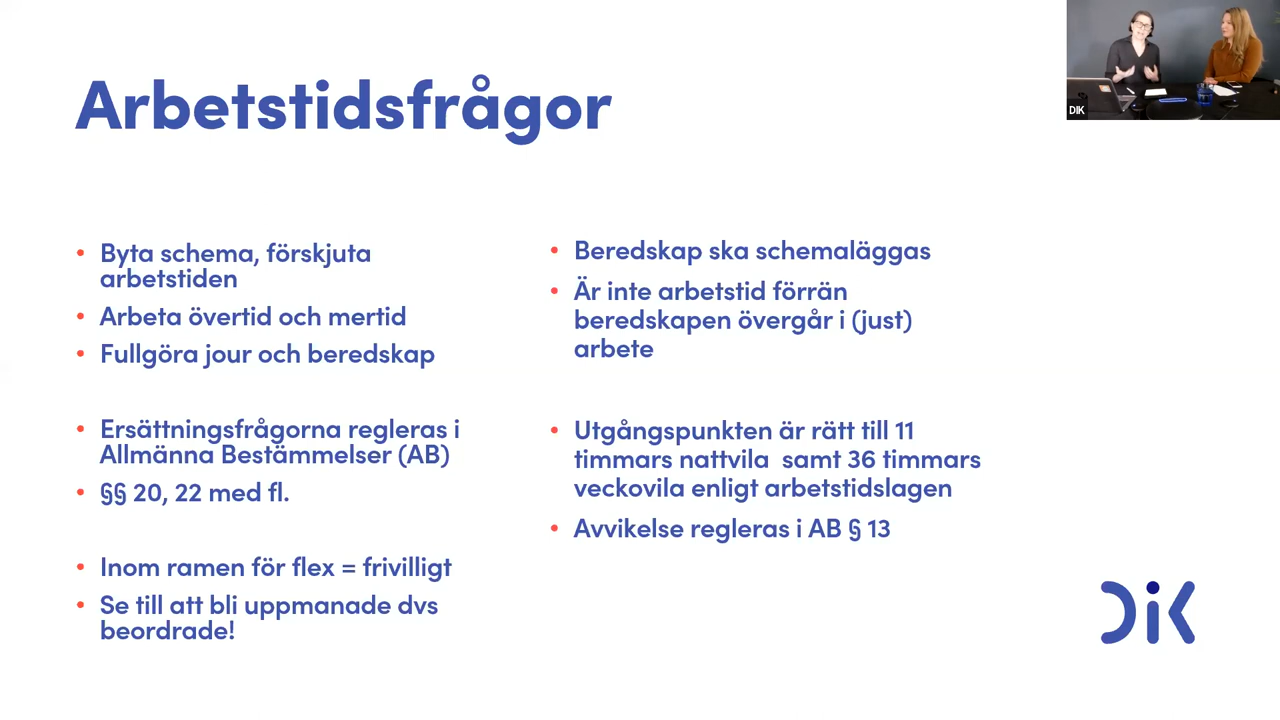 Arbetstidsfrågor
Byta schema, förskjuta
arbetstiden
Arbeta övertid och mertid
Fullgöra jour och beredskap
Ersättningsfrågorna regleras i
Allmänna Bestämmelser (AB)
§§ 20, 22 med fl.
Inom ramen för flex = frivilligt
Se till att bli uppmanade dvs
beordrade!
Beredskap ska schemaläggas
Är inte arbetstid förrän
beredskapen övergår i (just)
arbete
Utgångspunkten är rätt till 11
timmars nattvila  samt 36 timmars
veckovila enligt arbetstidslagen
Avvikelse regleras i AB § 13
DIK
DiK